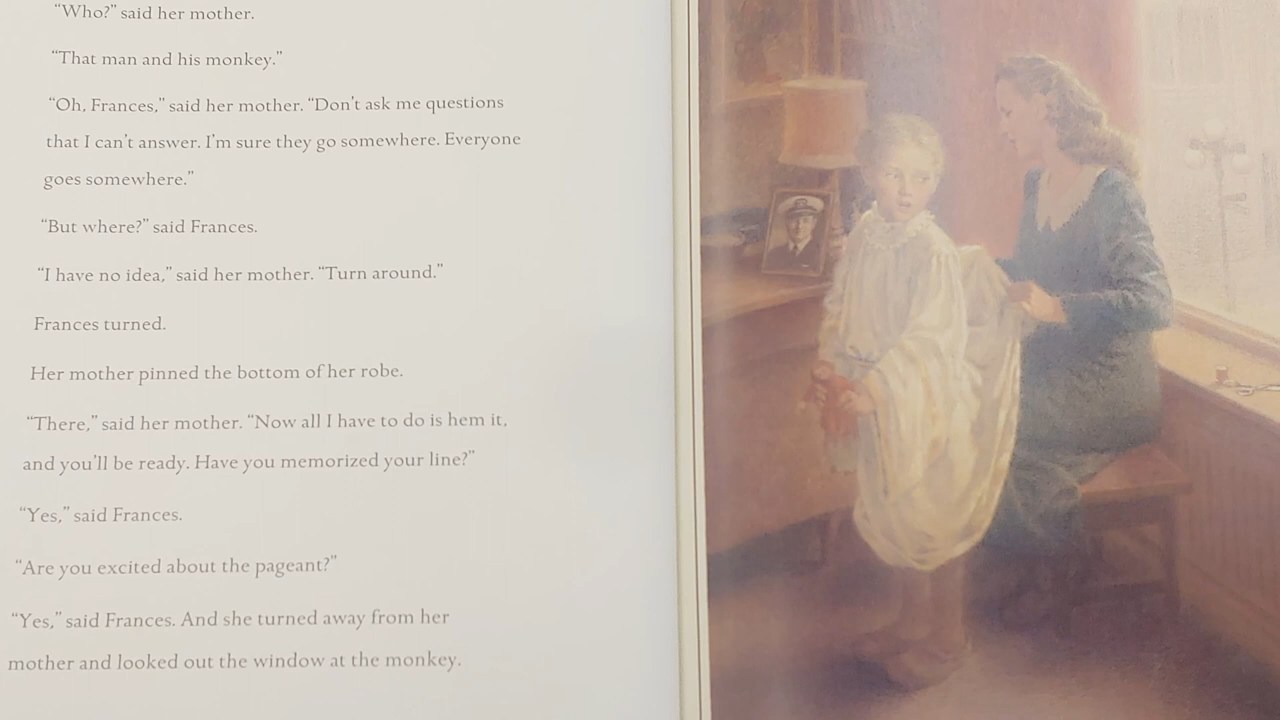 “Who?” said her mother.
“That man and his monkey.”
“Oh, Frances,” said her mother. “Don’t ask me questions
that I can’t answer. I’m sure they go somewhere. Everyone
goes somewhere.”
“But where?” said Frances.
“I have no idea,” said her mother. “Turn around.”
Frances turned.
Her mother pinned the bottom of her robe.
“There,” said her mother. “Now all I have to do is hem it,
and you’ll be ready. Have you memorized your line?”
“Yes,” said Frances.
“Are you excited about the pageant?”
“Yes,” said Frances. And she turned away from her
mother and looked out the window at the monkey.